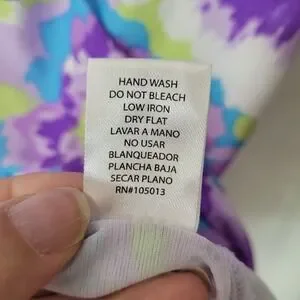 HAND WASH
DO NOT BLEACH
LOW IRON
DRY FLAT
LAVAR A MANO
NO USAR
BLANQUEADOR
PLANCHA BAJA
SECAR PLANO
RN#105013